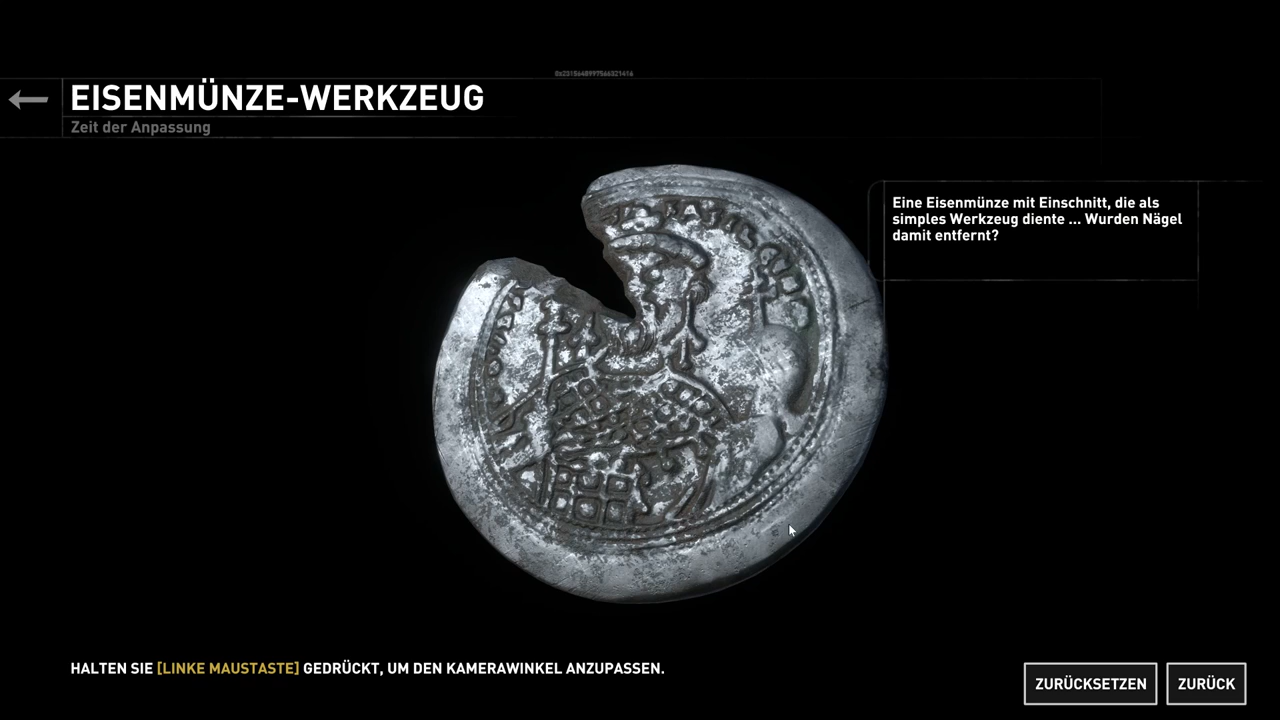 EISENMÜNZE-WERKZEUG
Zeit der Anpassung
Eine Eisenmünze mit Einschnitt, die als
simples Werkzeug diente ... Wurden Nägel
damit entfernt?
HALTEN SIE [LINKE MAUSTASTE] GEDRÜCKT, UM DEN KAMERAWINKEL ANZUPASSEN.
ZURÜCKSETZEN
ZURÜCK